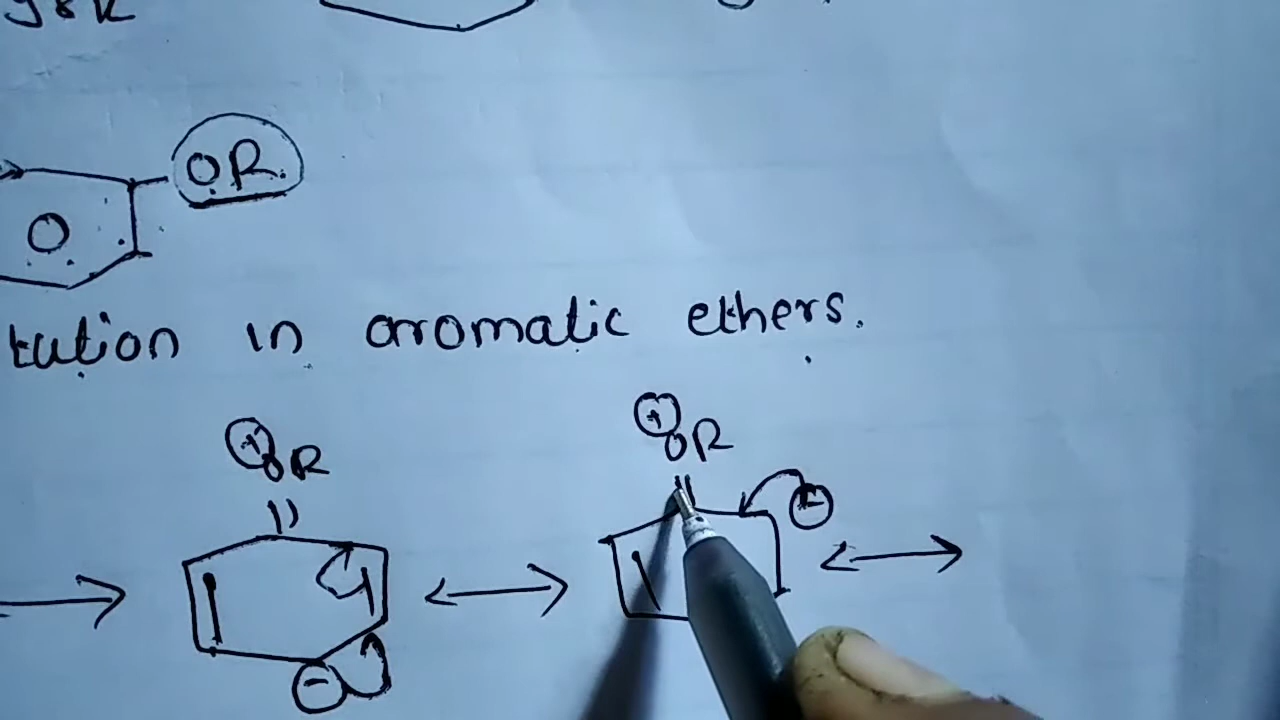 OR.
O
tution in aromatic ethers.
+ +
OR OR
−
−